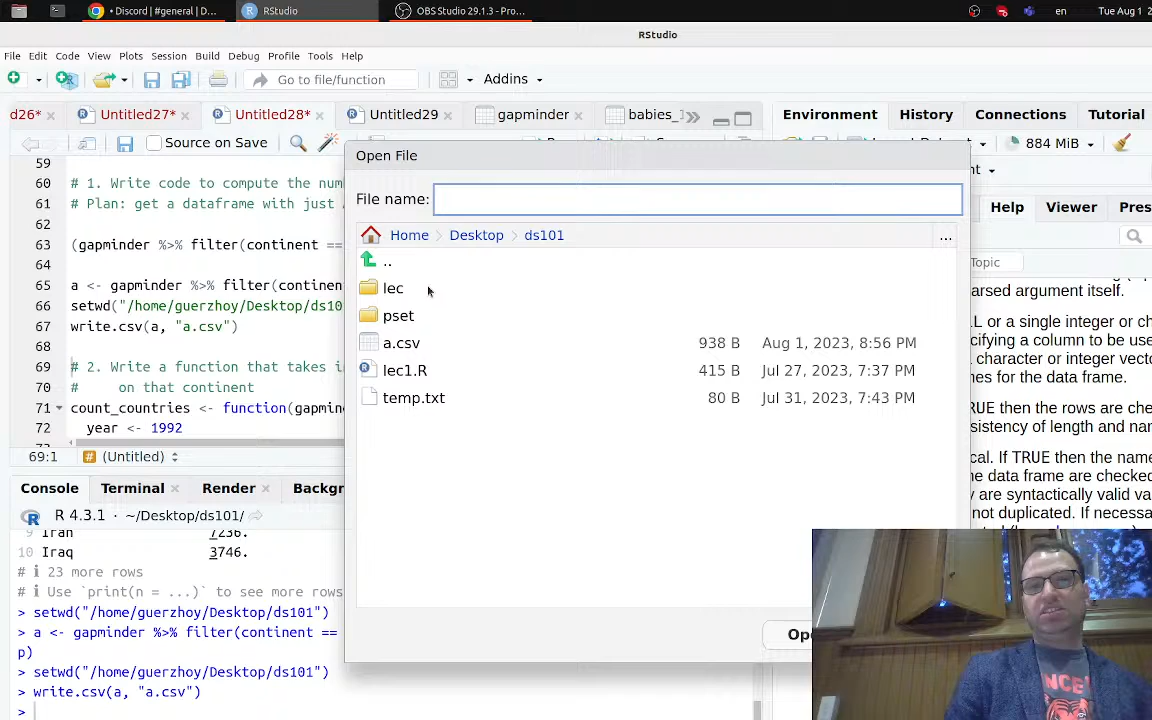 • Discord | #general | D...
RStudio
OBS Studio 29.1.3 - Pro...
en
Tue Aug 1
RStudio
File Edit Code View Plots Session Build Debug Profile Tools Help
Go to file/function
Addins
d26*
Untitled27*
Untitled28*
Untitled29
gapminder
babies_
Environment
History
Connections
Tutorial
Source on Save
Open File
884 MiB
59
60 # 1. Write code to compute the num
61 # Plan: get a dataframe with just
62
63 (gapminder %>% filter(continent ==
64
65 a <- gapminder %>% filter(continent
66 setwd("/home/guerzhoy/Desktop/ds10
67 write.csv(a, "a.csv")
68
69 # 2. Write a function that takes i
70 # on that continent
71 count_countries <- function(gapmin
72 year <- 1992
69:1
(Untitled)
File name:
Home
Desktop
ds101
...
..
lec
pset
a.csv 938 B Aug 1, 2023, 8:56 PM
lec1.R 415 B Jul 27, 2023, 7:37 PM
temp.txt 80 B Jul 31, 2023, 7:43 PM
Help
Viewer
Pres
Topic
arsed argument itself.
L or a single integer or ch
cifying a column to be use
character or integer vecto
nes for the data frame.
RUE then the rows are che
sistency of length and nar
cal. If TRUE then the name
e data frame are checked
y are syntactically valid va
not duplicated. If necessa
Console
Terminal
Render
Backgr
R 4.3.1 · ~/Desktop/ds101/
9 Iran 7236.
10 Iraq 3746.
# ℹ 23 more rows
# ℹ Use `print(n = ...)` to see more rows
> setwd("/home/guerzhoy/Desktop/ds101")
> a <- gapminder %>% filter(continent ==
p)
> setwd("/home/guerzhoy/Desktop/ds101")
> write.csv(a, "a.csv")
>